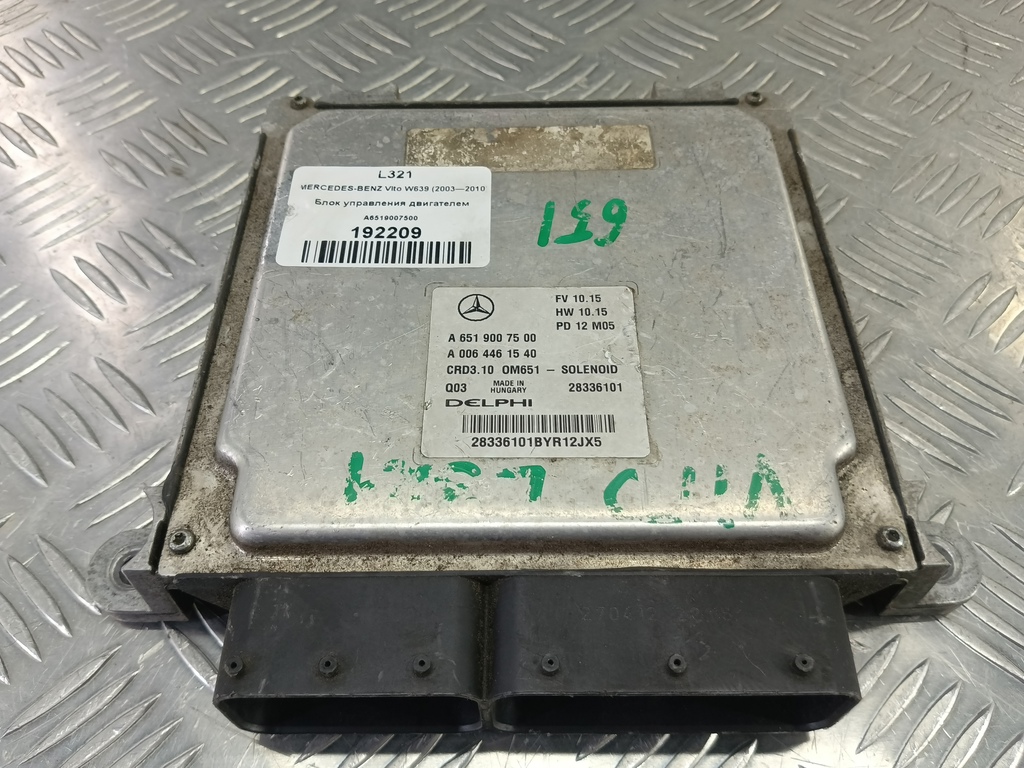 L321
MERCEDES-BENZ Vito W639 (2003—2010
Блок управления двигателем
A6519007500
192209
651
FV 10.15
HW 10.15
PD 12 M05
A 651 900 75 00
A 006 446 15 40
CRD3.10 OM651 - SOLENOID
Q03 MADE IN HUNGARY 28336101
DELPHI
28336101BYR12JX5